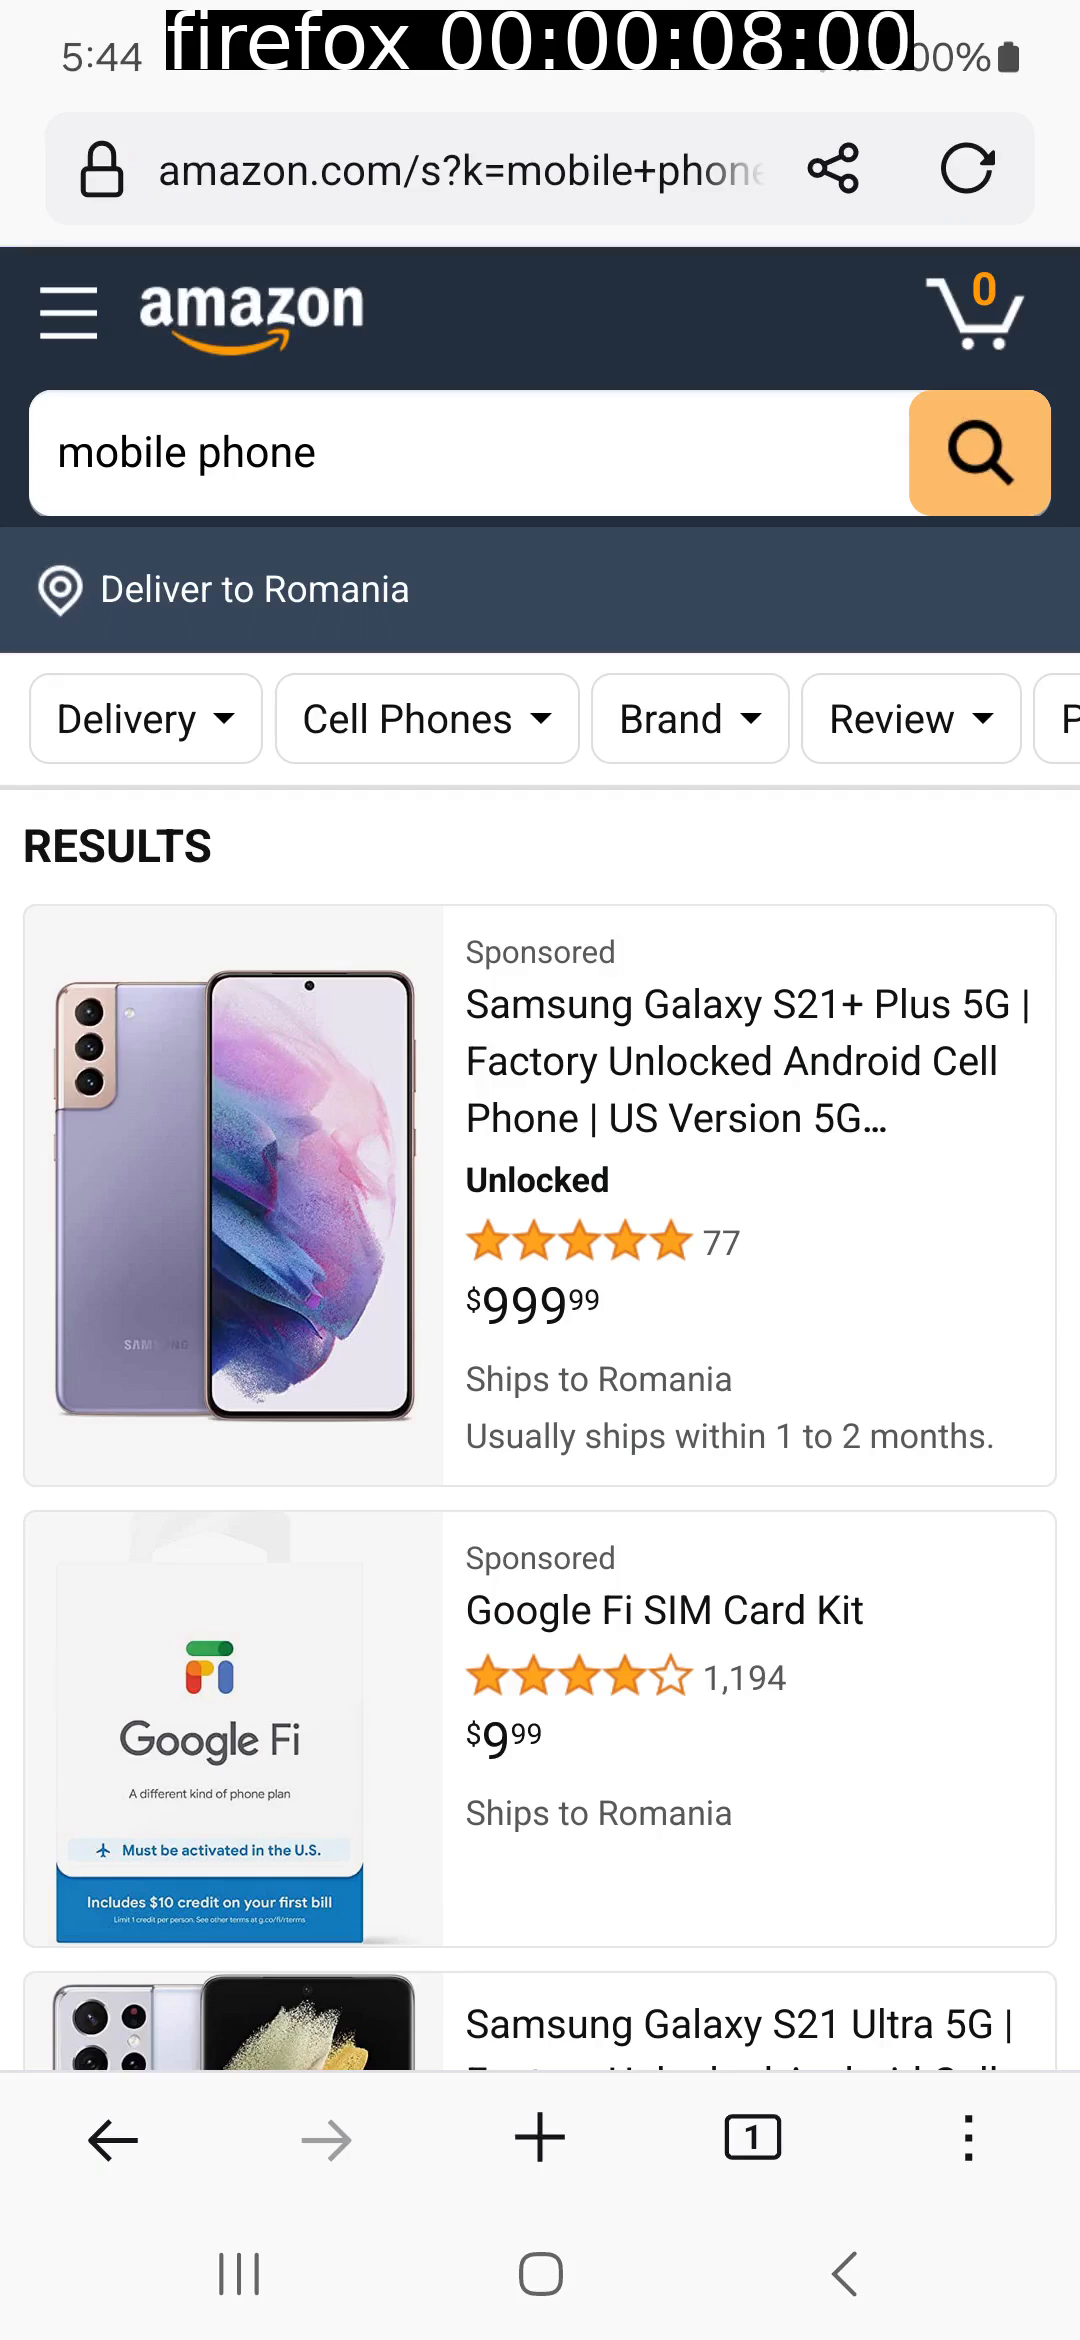 5:44 firefox 00:00:08:00 00%
amazon.com/s?k=mobile+phone
amazon
0
mobile phone
Deliver to Romania
Delivery Cell Phones Brand Review P
RESULTS
Sponsored
Samsung Galaxy S21+ Plus 5G |
Factory Unlocked Android Cell
Phone | US Version 5G...
Unlocked
77
$999 99
Ships to Romania
Usually ships within 1 to 2 months.
SAMSUNG
Sponsored
Google Fi SIM Card Kit
1,194
$9 99
Ships to Romania
Google Fi
A different kind of phone plan
Must be activated in the U.S.
Includes $10 credit on your first bill
Limit 1 credit per person. See other terms at g.co/fi/rterms
Samsung Galaxy S21 Ultra 5G |
1